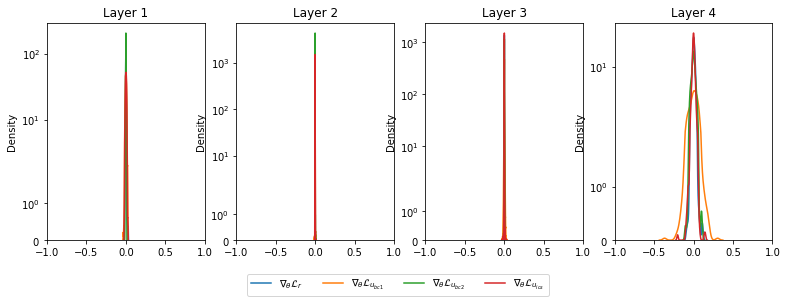 Layer 1 Layer 2 Layer 3 Layer 4
Density Density Density Density
10² 10³ 10³ 10¹
10¹ 10² 10² 10⁰
10⁰ 10¹ 10¹ 0
0 10⁰ 10⁰
0 0
−1.0 −0.5 0.0 0.5 1.0 −1.0 −0.5 0.0 0.5 1.0 −1.0 −0.5 0.0 0.5 1.0 −1.0 −0.5 0.0 0.5 1.0
∇θℒr ∇θℒu_bc1 ∇θℒu_bc2 ∇θℒu_ics